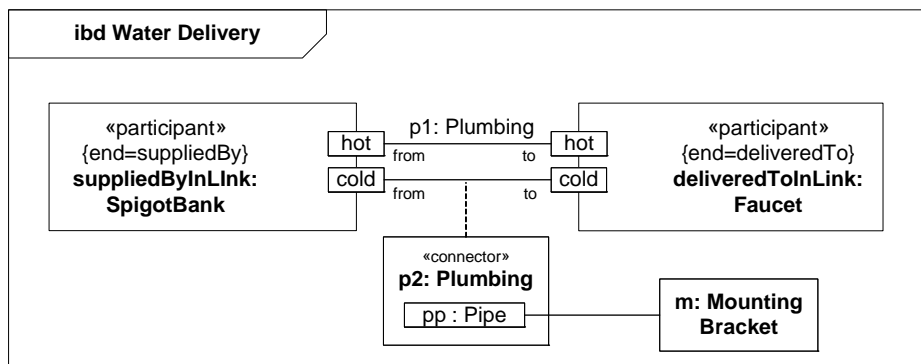 ibd Water Delivery
«participant»
{end=suppliedBy}
suppliedByInLInk:
SpigotBank
hot
cold
p1: Plumbing
from
to
from
to
hot
cold
«participant»
{end=deliveredTo}
deliveredToInLink:
Faucet
«connector»
p2: Plumbing
pp : Pipe
m: Mounting
Bracket